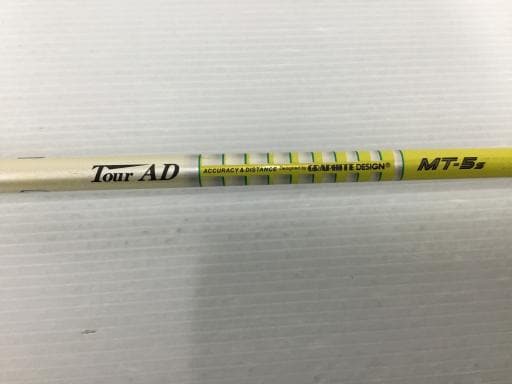 Tour AD ACCURACY & DISTANCE Designed by GRAPHITE DESIGN® MT-5s